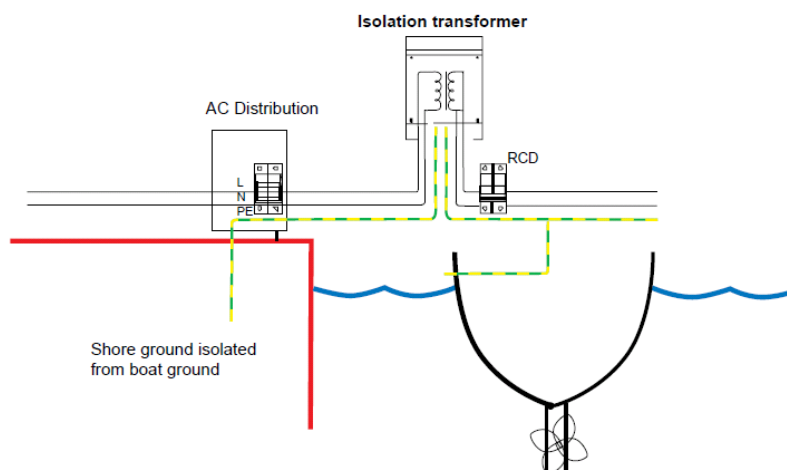 Isolation transformer
AC Distribution
RCD
L
N
PE
Shore ground isolated
from boat ground